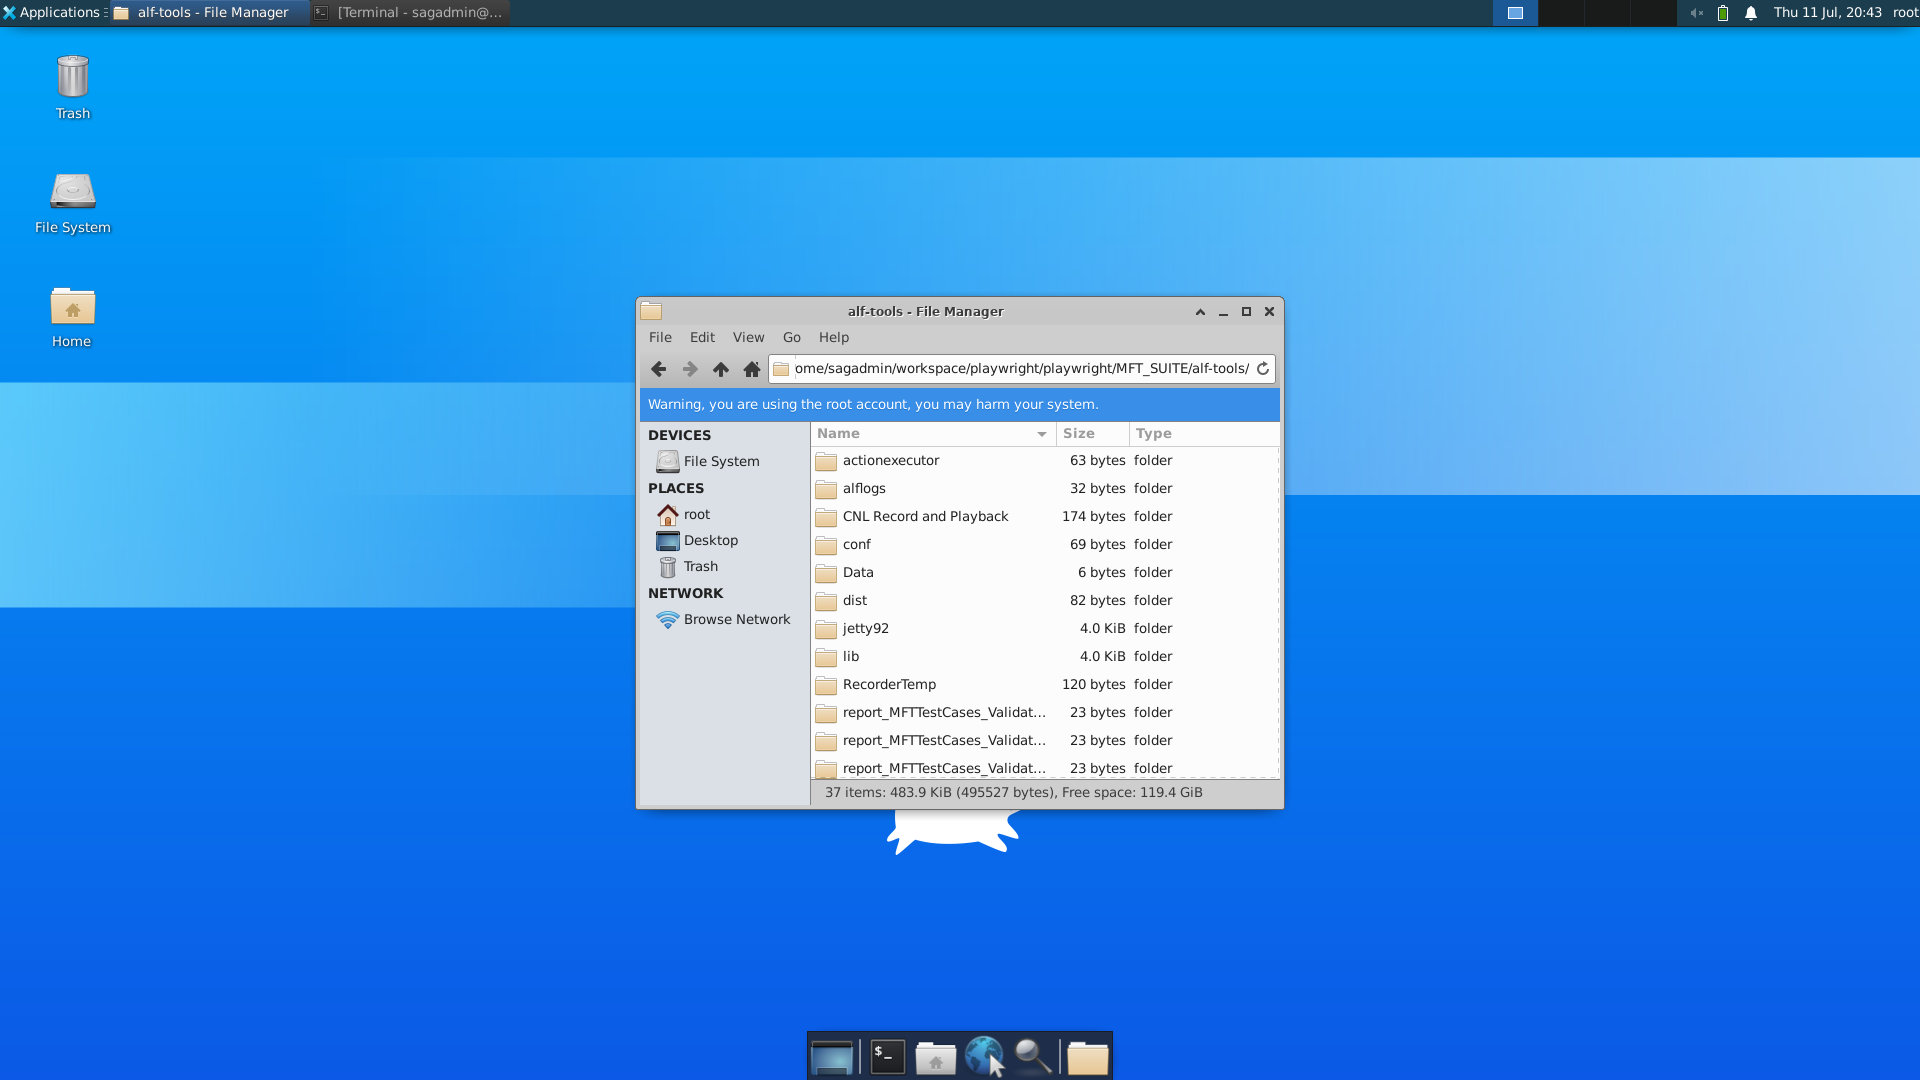 Applications
alf-tools - File Manager
[Terminal - sagadmin@...
Thu 11 Jul, 20:43
root
Trash
File System
Home
alf-tools - File Manager
File Edit View Go Help
ome/sagadmin/workspace/playwright/playwright/MFT_SUITE/alf-tools/
Warning, you are using the root account, you may harm your system.
DEVICES
File System
PLACES
root
Desktop
Trash
NETWORK
Browse Network
Name Size Type
actionexecutor 63 bytes folder
alflogs 32 bytes folder
CNL Record and Playback 174 bytes folder
conf 69 bytes folder
Data 6 bytes folder
dist 82 bytes folder
jetty92 4.0 KiB folder
lib 4.0 KiB folder
RecorderTemp 120 bytes folder
report_MFTTestCases_Validat... 23 bytes folder
report_MFTTestCases_Validat... 23 bytes folder
report_MFTTestCases_Validat... 23 bytes folder
37 items: 483.9 KiB (495527 bytes), Free space: 119.4 GiB
$_